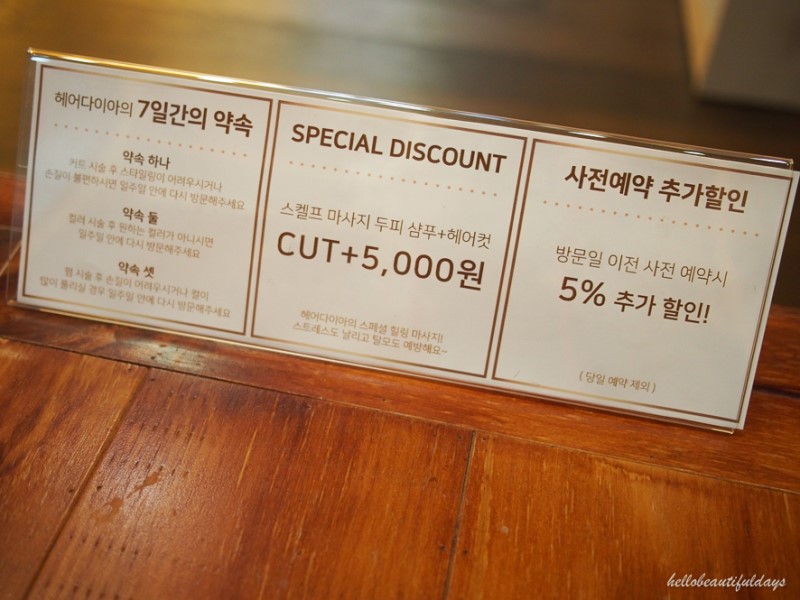 헤어다이아의 7일간의 약속
약속 하나
커트 시술 후 스타일링이 어려우시거나
손질이 불편하시면 일주일 안에 다시 방문해주세요
약속 둘
컬러 시술 후 원하는 컬러가 아니시면
일주일 안에 다시 방문해주세요
약속 셋
펌 시술 후 손질이 어려우시거나 컬이
많이 풀리실 경우 일주일 안에 다시 방문해주세요
SPECIAL DISCOUNT
스켈프 마사지 두피 샴푸+헤어컷
CUT+5,000원
헤어다이아의 스페셜 힐링 마사지!
스트레스도 날리고 탈모도 예방해요~
사전예약 추가할인
방문일 이전 사전 예약시
5% 추가 할인!
( 당일 예약 제외 )
hellobeautifuldays